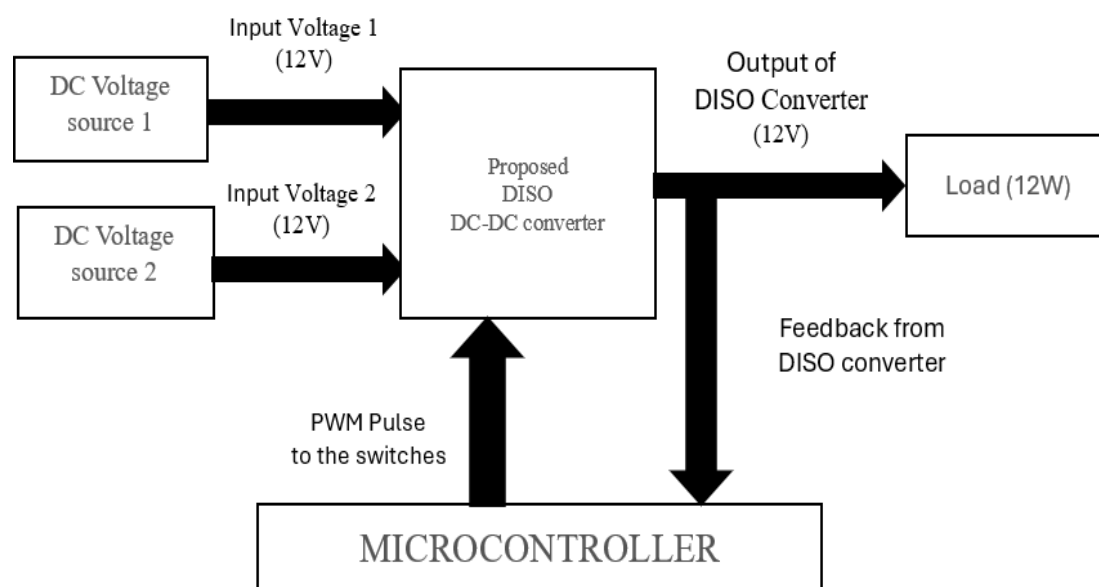 Input Voltage 1
(12V)
DC Voltage
source 1
Input Voltage 2
(12V)
DC Voltage
source 2
Proposed
DISO
DC-DC converter
Output of
DISO Converter
(12V)
Load (12W)
Feedback from
DISO converter
PWM Pulse
to the switches
MICROCONTROLLER